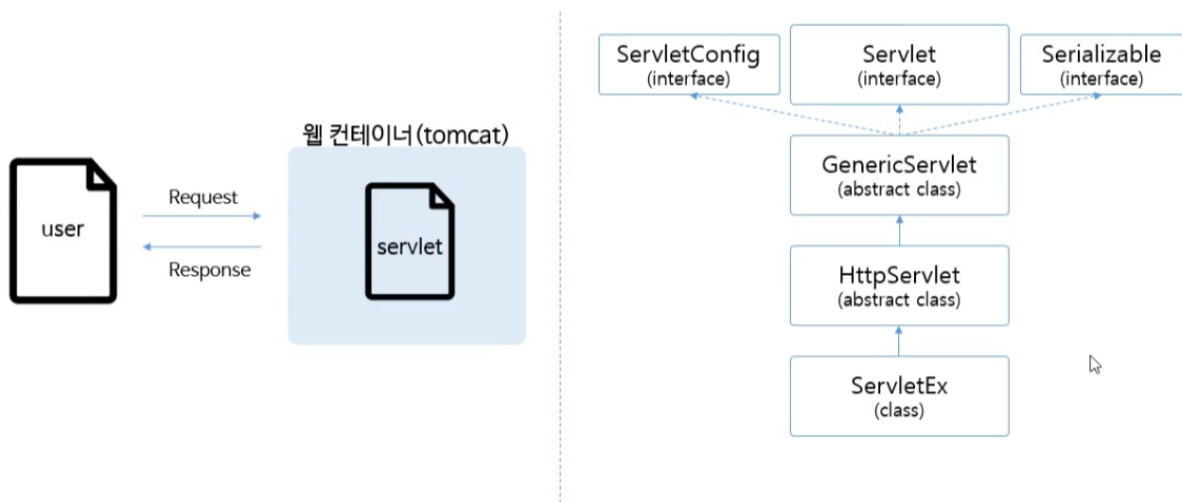 웹 컨테이너(tomcat)
user
Request
Response
servlet
ServletConfig
(interface)
Servlet
(interface)
Serializable
(interface)
GenericServlet
(abstract class)
HttpServlet
(abstract class)
ServletEx
(class)